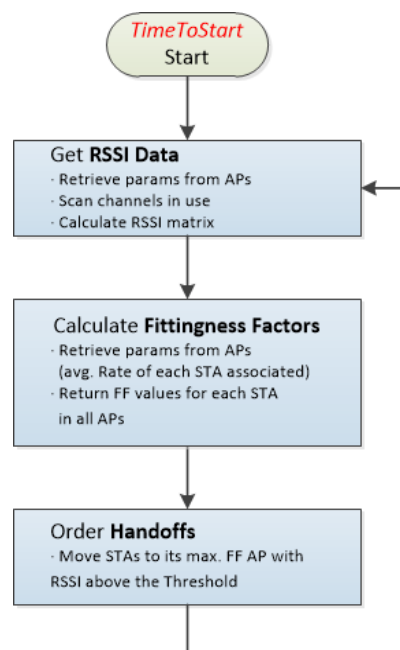 TimeToStart
Start
Get RSSI Data
· Retrieve params from APs
· Scan channels in use
· Calculate RSSI matrix
Calculate Fittingness Factors
· Retrieve params from APs
(avg. Rate of each STA associated)
· Return FF values for each STA
in all APs
Order Handoffs
· Move STAs to its max. FF AP with
RSSI above the Threshold